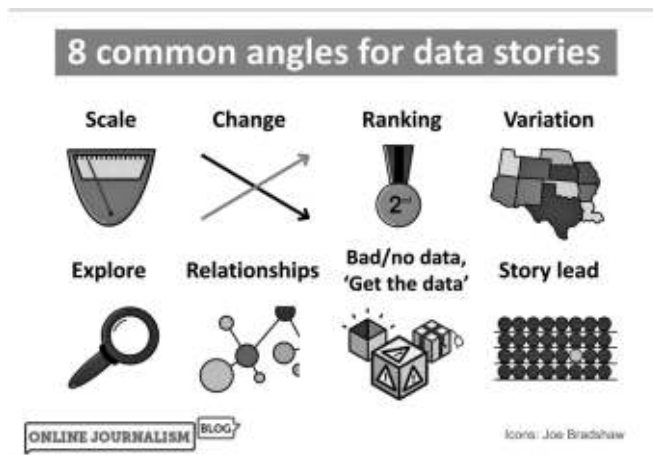 8 common angles for data stories
Scale
Change
Ranking
Variation
2nd
Explore
Relationships
Bad/no data,
‘Get the data’
Story lead
ONLINE JOURNALISM
BLOG
Icons: Joe Bradshaw